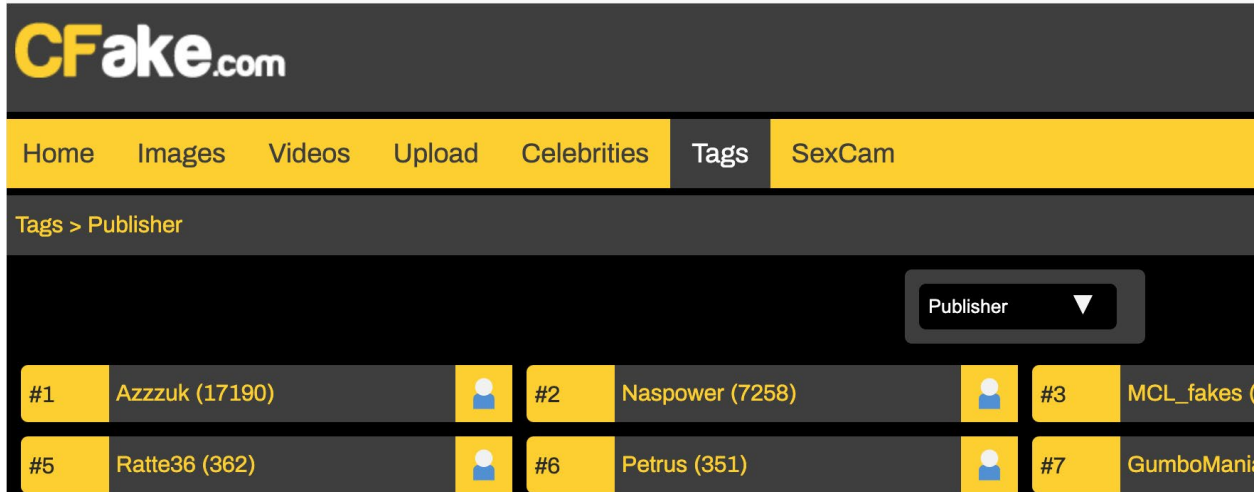 CFake.com
Home Images Videos Upload Celebrities Tags SexCam
Tags > Publisher
Publisher
#1 Azzzuk (17190) #2 Naspower (7258) #3 MCL_fakes (
#5 Ratte36 (362) #6 Petrus (351) #7 GumboMania